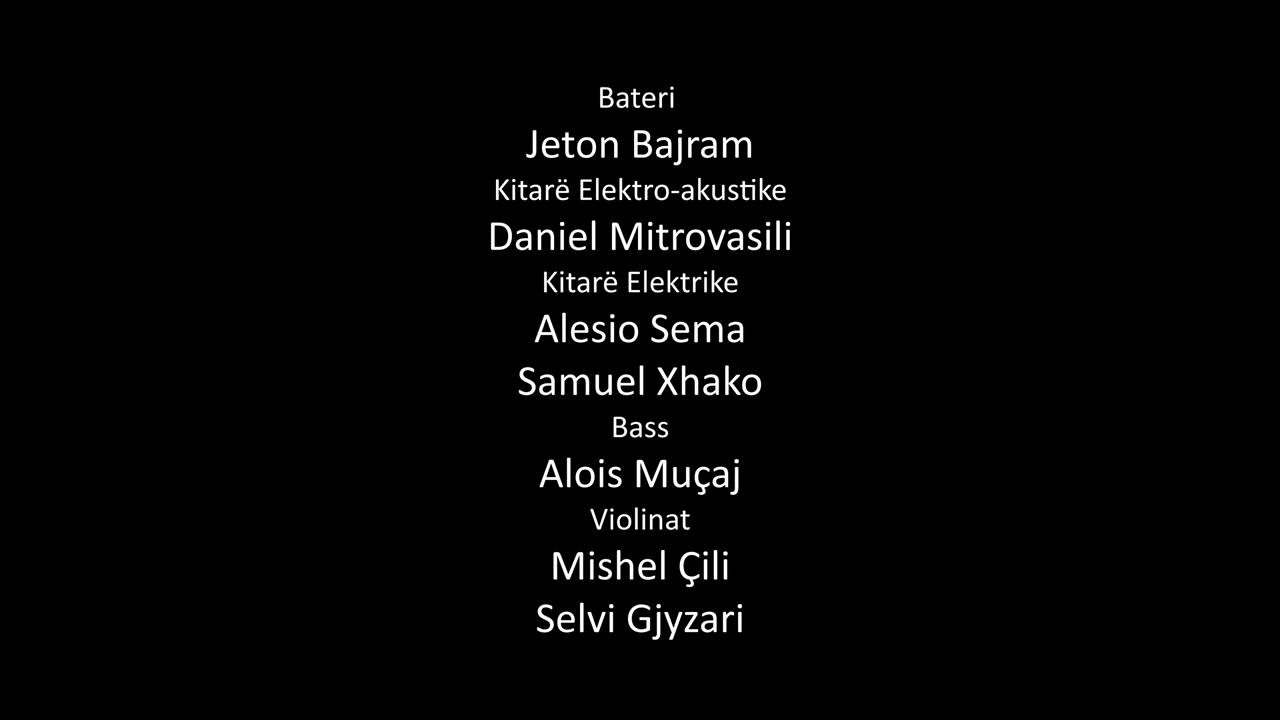 Bateri
Jeton Bajram
Kitarë Elektro-akustike
Daniel Mitrovasili
Kitarë Elektrike
Alesio Sema
Samuel Xhako
Bass
Alois Muçaj
Violinat
Mishel Çili
Selvi Gjyzari